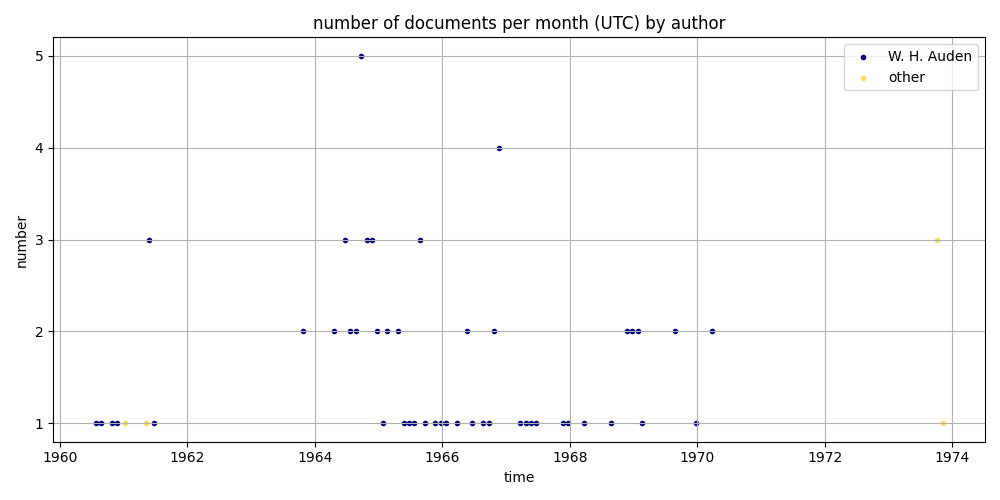 number of documents per month (UTC) by author
W. H. Auden
other
number
5
4
3
2
1
1960 1962 1964 1966 1968 1970 1972 1974
time